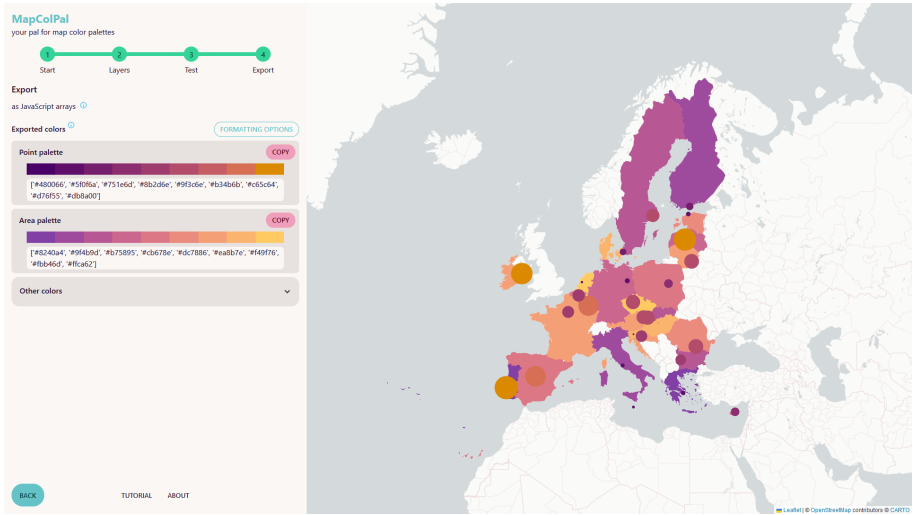 MapColPal
your pal for map color palettes
1 2 3 4
Start Layers Test Export
Export
as JavaScript arrays
Exported colors
FORMATTING OPTIONS
Point palette
COPY
['#480066', '#5f0f6a', '#751e6d', '#8b2d6e', '#9f3c6e', '#b34b6b', '#c65c64',
'#d76f55', '#db8a00']
Area palette
COPY
['#8240a4', '#9f4b9d', '#b75895', '#cb678e', '#dc7886', '#ea8b7e', '#f49f76',
'#fbb46d', '#ffca62']
Other colors
BACK
TUTORIAL ABOUT
Leaflet | © OpenStreetMap contributors © CARTO